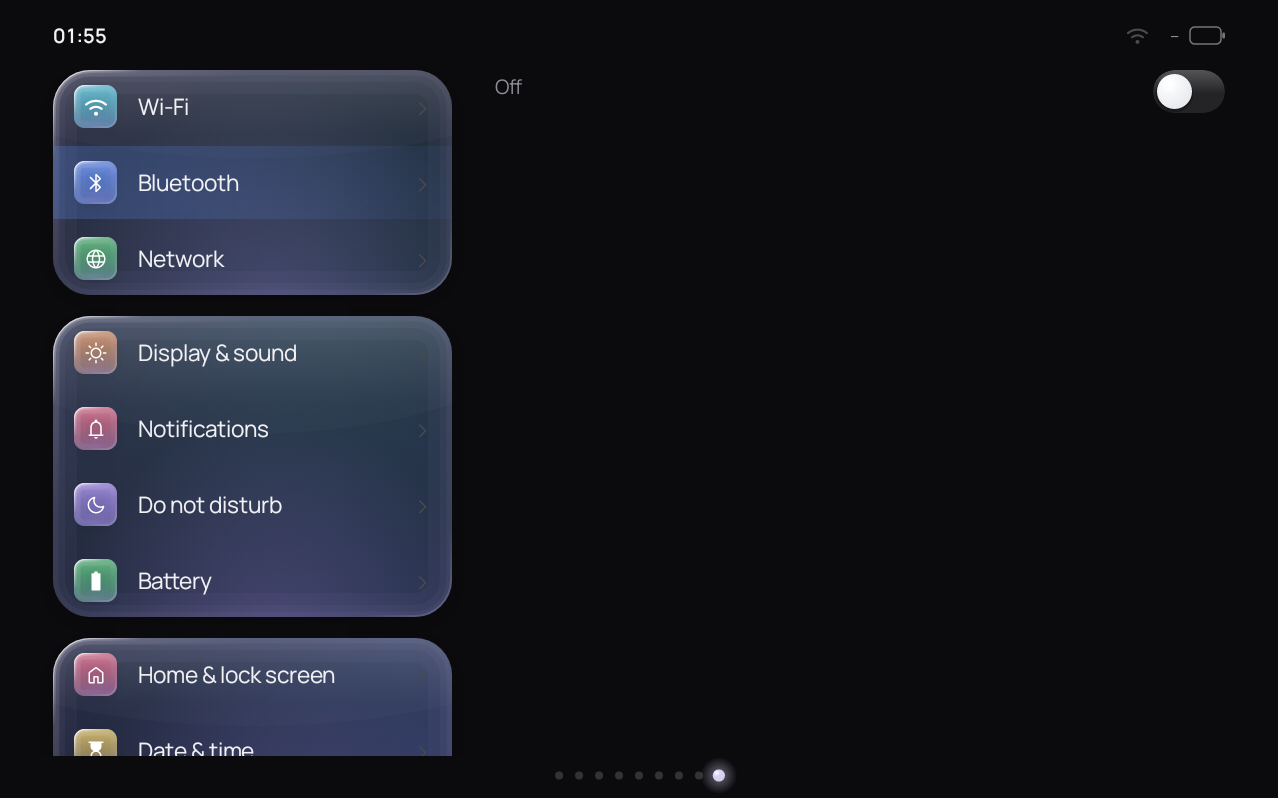 01:55
Wi-Fi
Off
Bluetooth
Network
Display & sound
Notifications
Do not disturb
Battery
Home & lock screen
Date & time